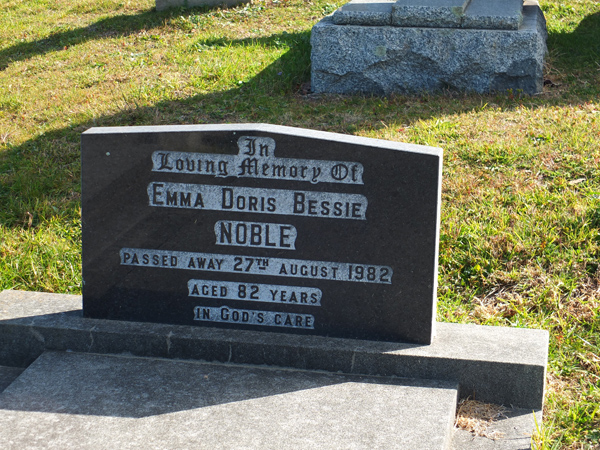 In
Loving Memory Of
Emma Doris Bessie
NOBLE
PASSED AWAY 27TH AUGUST 1982
AGED 82 YEARS
IN GOD'S CARE